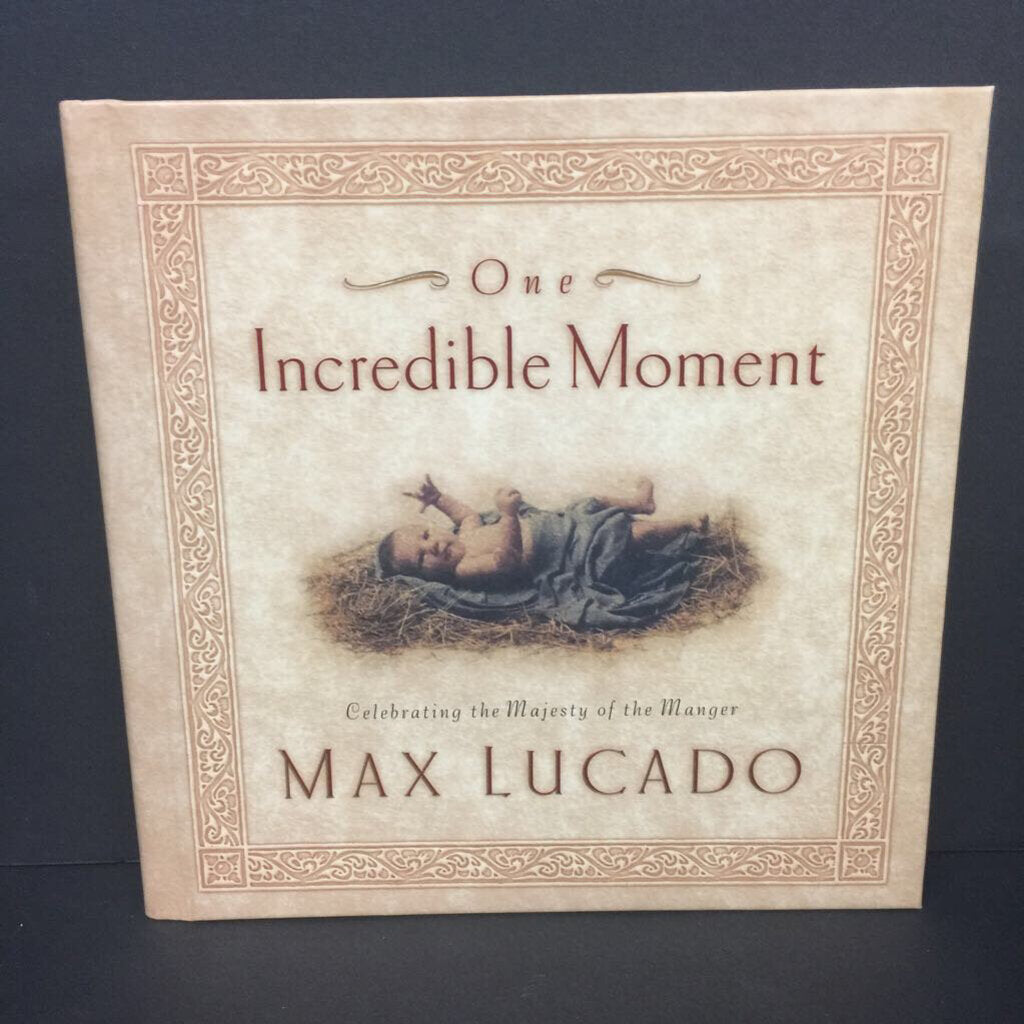 One
Incredible Moment
Celebrating the Majesty of the Manger
MAX LUCADO